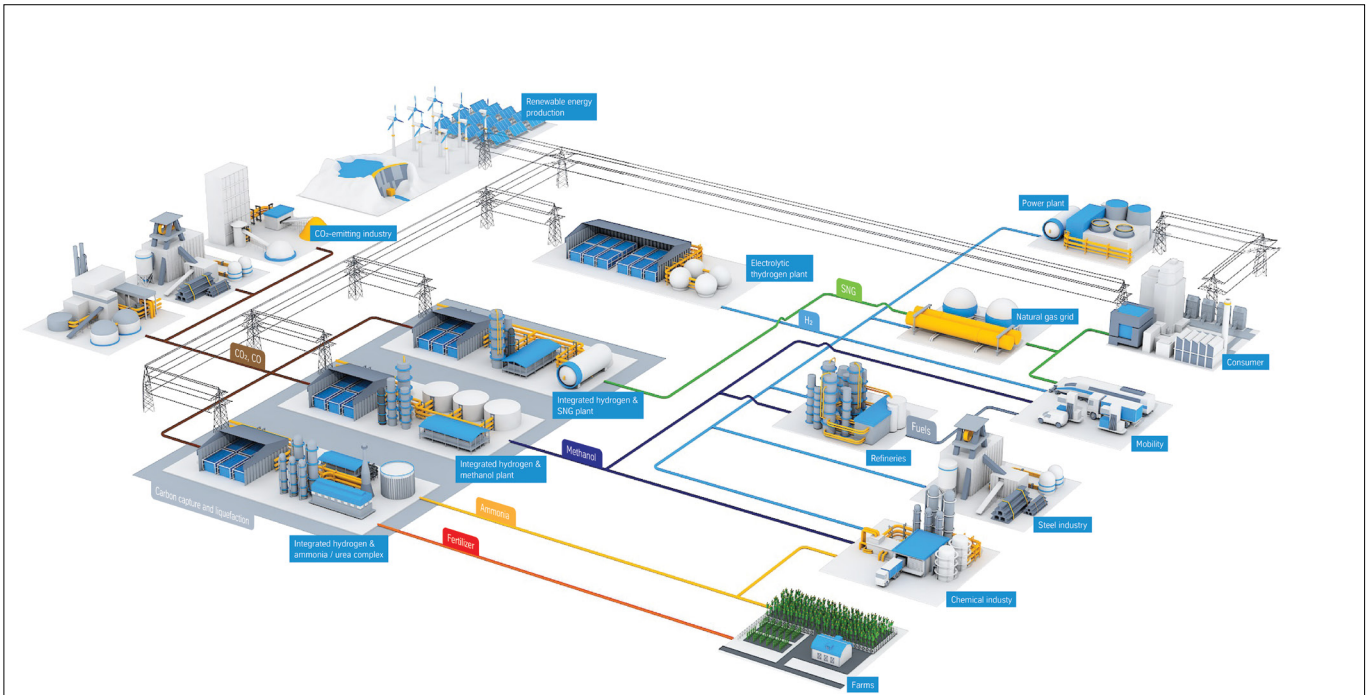 Renewable energy
production
CO₂-emitting industry
Power plant
Electrolytic
thydrogen plant
SNG
H₂
Natural gas grid
Consumer
CO₂, CO
Integrated hydrogen &
SNG plant
Fuels
Mobility
Refineries
Methanol
Integrated hydrogen &
methanol plant
Carbon capture and liquefaction
Ammonia
Steel industry
Fertilizer
Integrated hydrogen &
ammonia / urea complex
Chemical industy
Farms